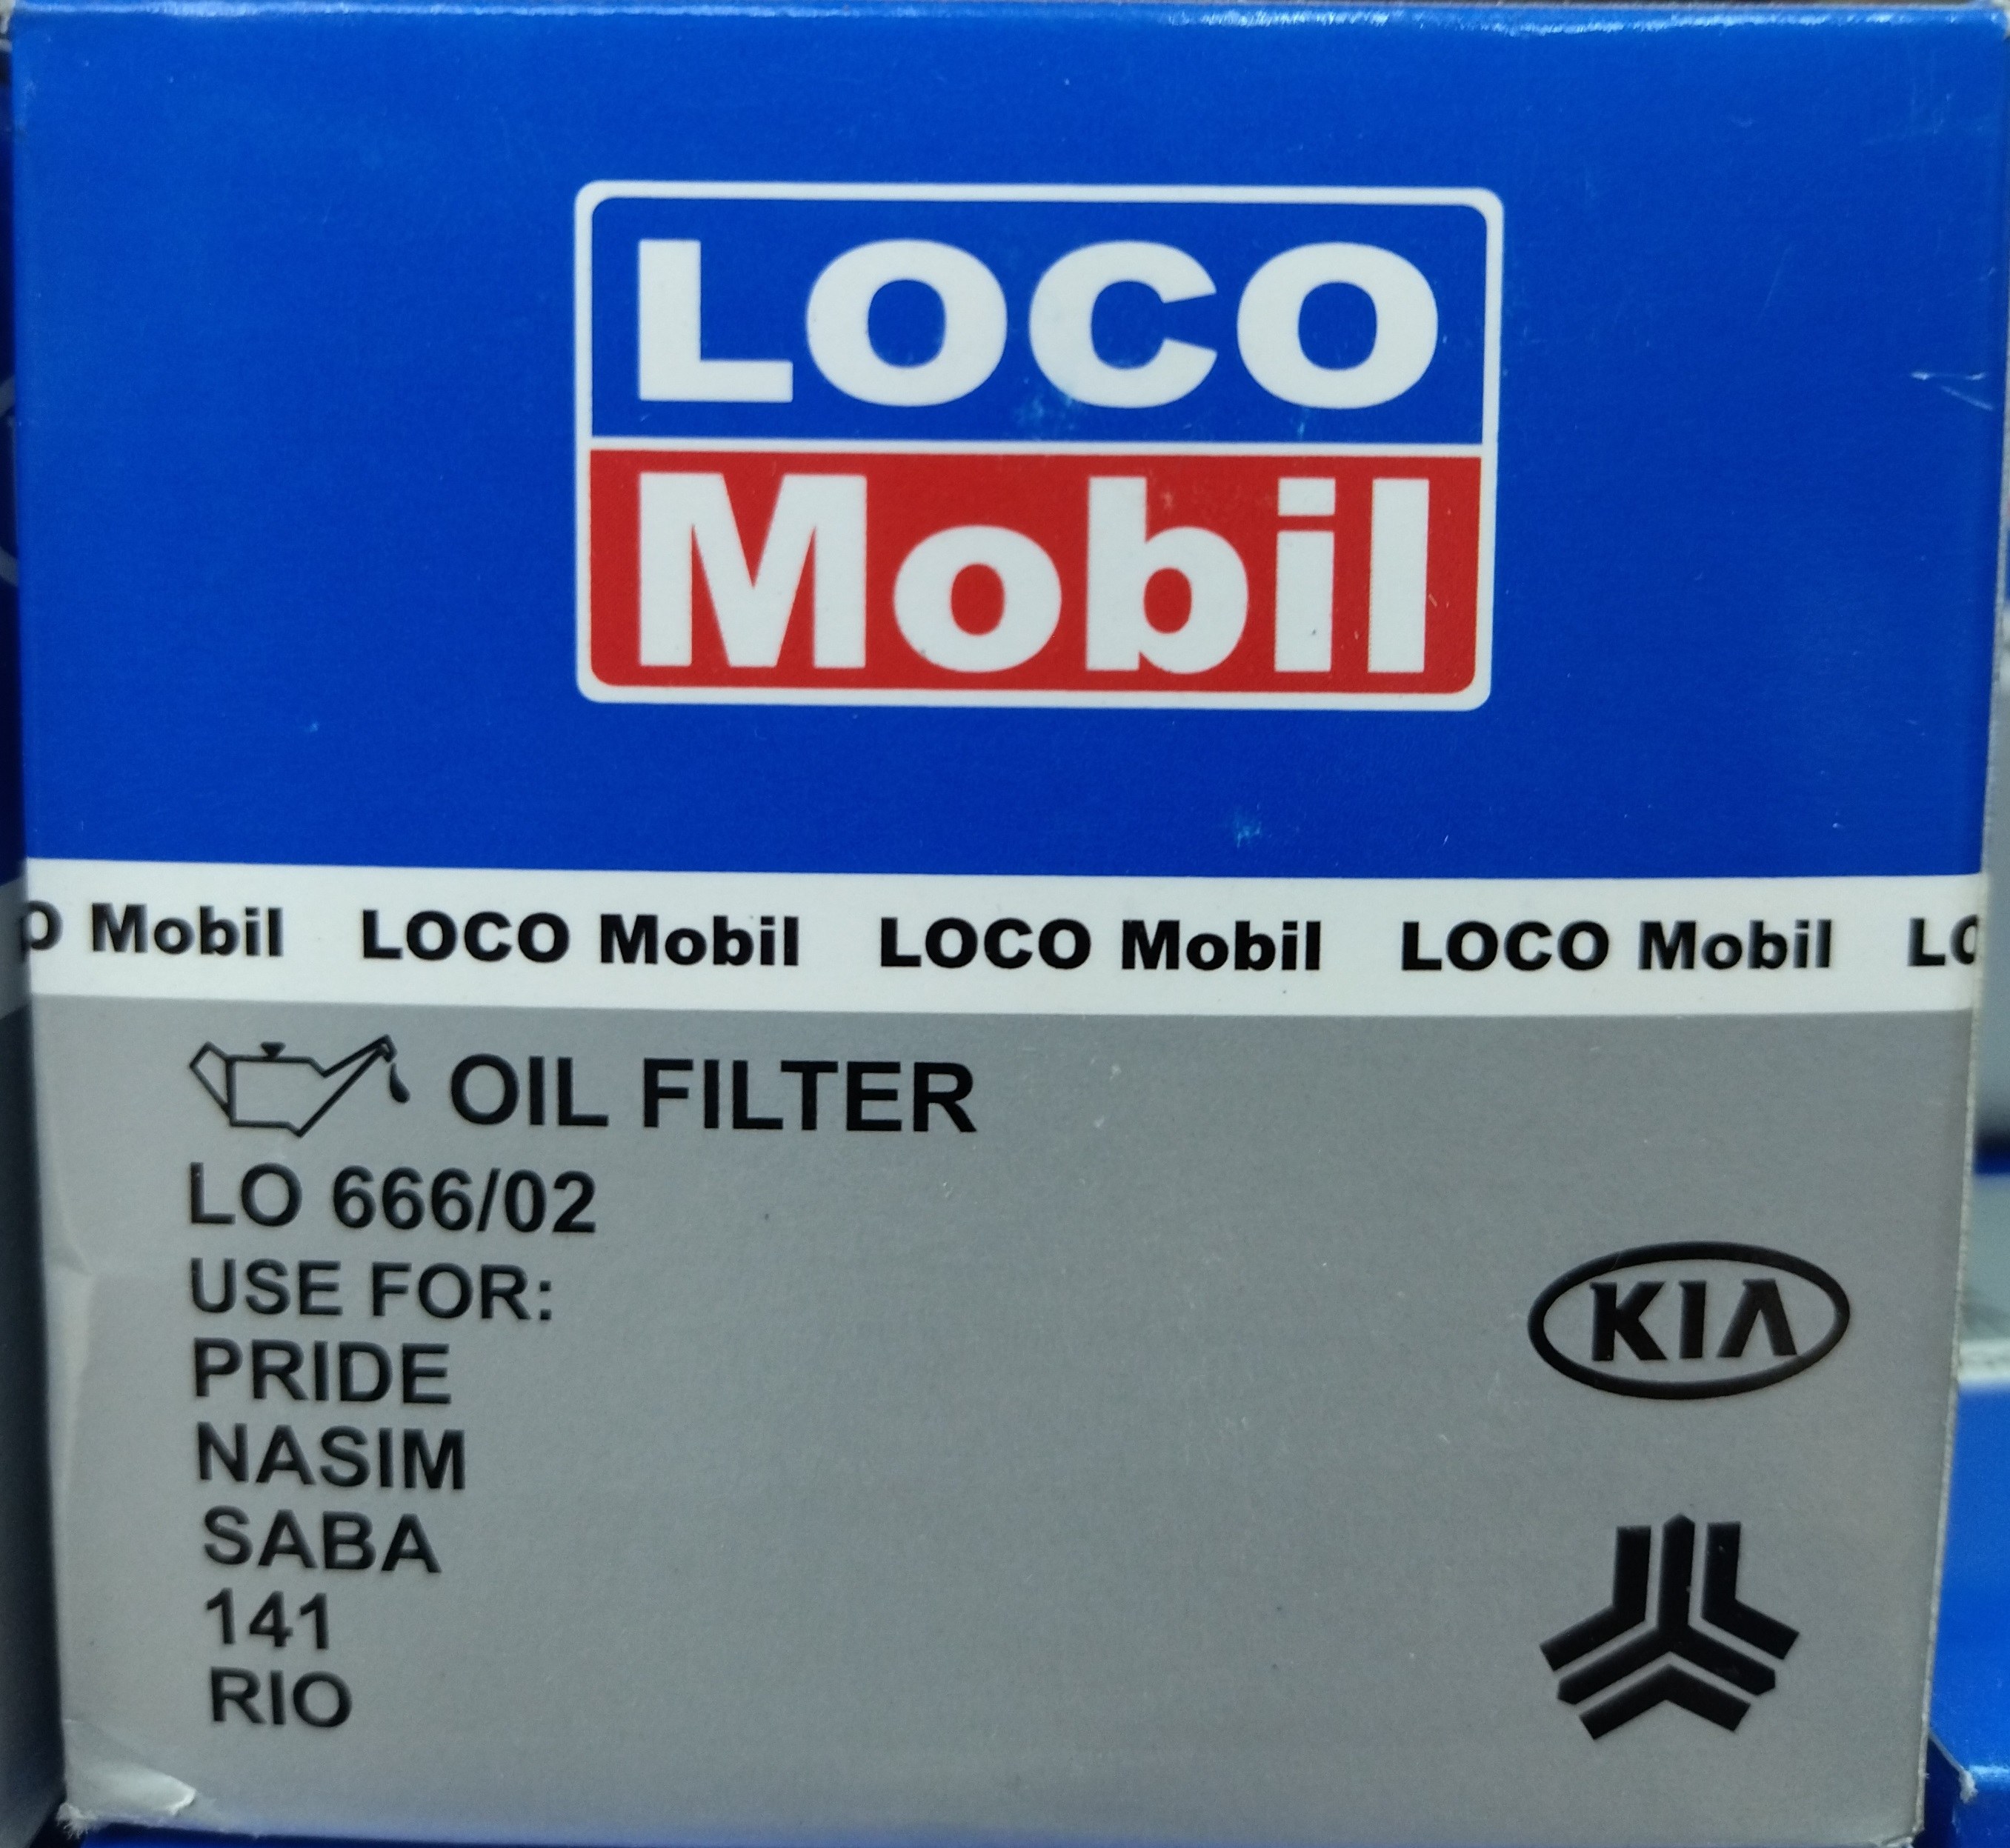 LOCO
Mobil
O Mobil LOCO Mobil LOCO Mobil LOCO Mobil LO
OIL FILTER
LO 666/02
USE FOR:
PRIDE
NASIM
SABA
141
RIO
KIA